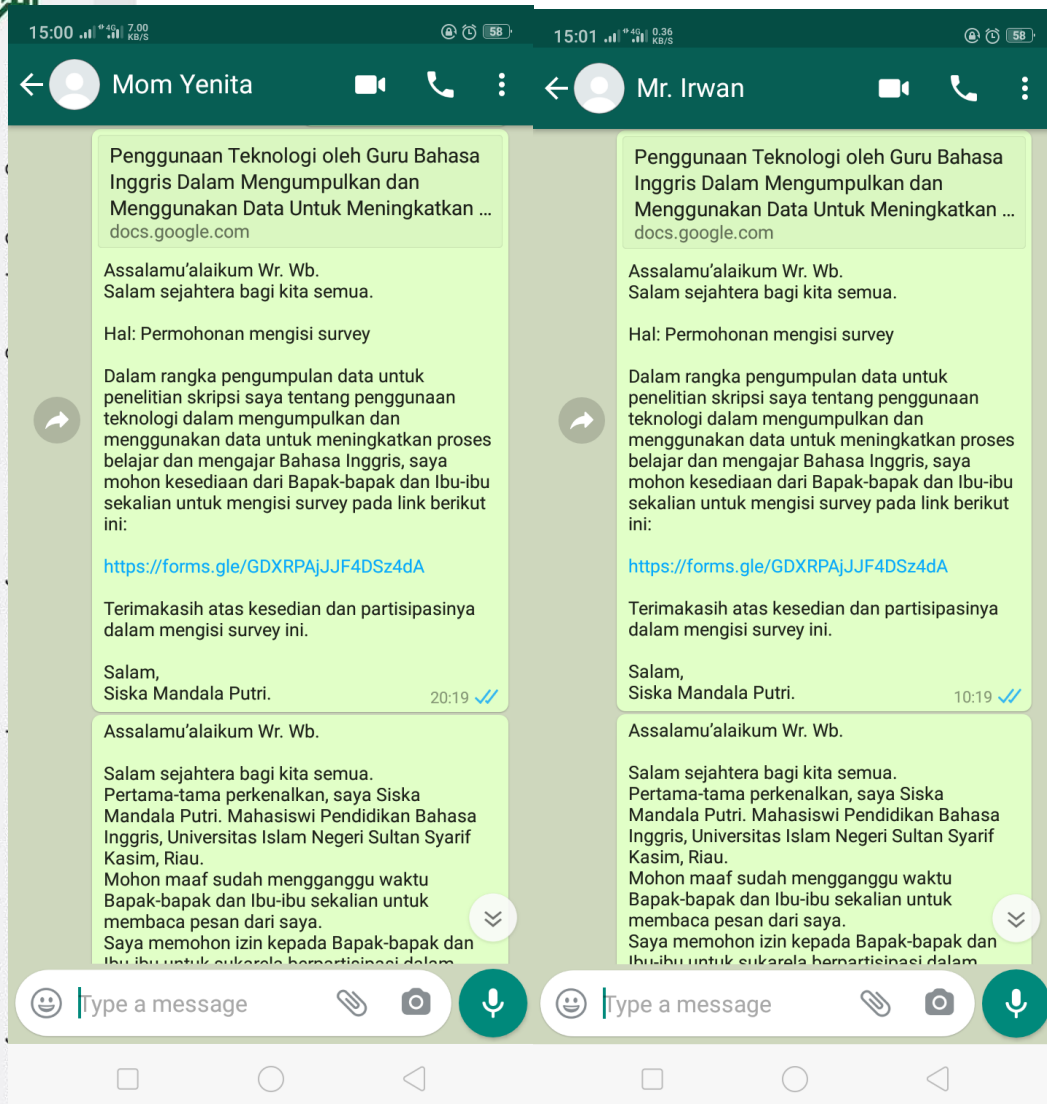 15:00 4G 7.00 KB/S 58
Mom Yenita
Penggunaan Teknologi oleh Guru Bahasa
Inggris Dalam Mengumpulkan dan
Menggunakan Data Untuk Meningkatkan ...
docs.google.com
Assalamu'alaikum Wr. Wb.
Salam sejahtera bagi kita semua.
Hal: Permohonan mengisi survey
Dalam rangka pengumpulan data untuk
penelitian skripsi saya tentang penggunaan
teknologi dalam mengumpulkan dan
menggunakan data untuk meningkatkan proses
belajar dan mengajar Bahasa Inggris, saya
mohon kesediaan dari Bapak-bapak dan Ibu-ibu
sekalian untuk mengisi survey pada link berikut
ini:
https://forms.gle/GDXRPAjJJF4DSz4dA
Terimakasih atas kesedian dan partisipasinya
dalam mengisi survey ini.
Salam,
Siska Mandala Putri.
20:19
Assalamu'alaikum Wr. Wb.
Salam sejahtera bagi kita semua.
Pertama-tama perkenalkan, saya Siska
Mandala Putri. Mahasiswi Pendidikan Bahasa
Inggris, Universitas Islam Negeri Sultan Syarif
Kasim, Riau.
Mohon maaf sudah mengganggu waktu
Bapak-bapak dan Ibu-ibu sekalian untuk
membaca pesan dari saya.
Saya memohon izin kepada Bapak-bapak dan
Ibu-ibu untuk sukarela berpartisipasi dalam
Type a message
15:01 4G 0.36 KB/S 58
Mr. Irwan
Penggunaan Teknologi oleh Guru Bahasa
Inggris Dalam Mengumpulkan dan
Menggunakan Data Untuk Meningkatkan ...
docs.google.com
Assalamu'alaikum Wr. Wb.
Salam sejahtera bagi kita semua.
Hal: Permohonan mengisi survey
Dalam rangka pengumpulan data untuk
penelitian skripsi saya tentang penggunaan
teknologi dalam mengumpulkan dan
menggunakan data untuk meningkatkan proses
belajar dan mengajar Bahasa Inggris, saya
mohon kesediaan dari Bapak-bapak dan Ibu-ibu
sekalian untuk mengisi survey pada link berikut
ini:
https://forms.gle/GDXRPAjJJF4DSz4dA
Terimakasih atas kesedian dan partisipasinya
dalam mengisi survey ini.
Salam,
Siska Mandala Putri.
10:19
Assalamu'alaikum Wr. Wb.
Salam sejahtera bagi kita semua.
Pertama-tama perkenalkan, saya Siska
Mandala Putri. Mahasiswi Pendidikan Bahasa
Inggris, Universitas Islam Negeri Sultan Syarif
Kasim, Riau.
Mohon maaf sudah mengganggu waktu
Bapak-bapak dan Ibu-ibu sekalian untuk
membaca pesan dari saya.
Saya memohon izin kepada Bapak-bapak dan
Ibu-ibu untuk sukarela berpartisipasi dalam
Type a message